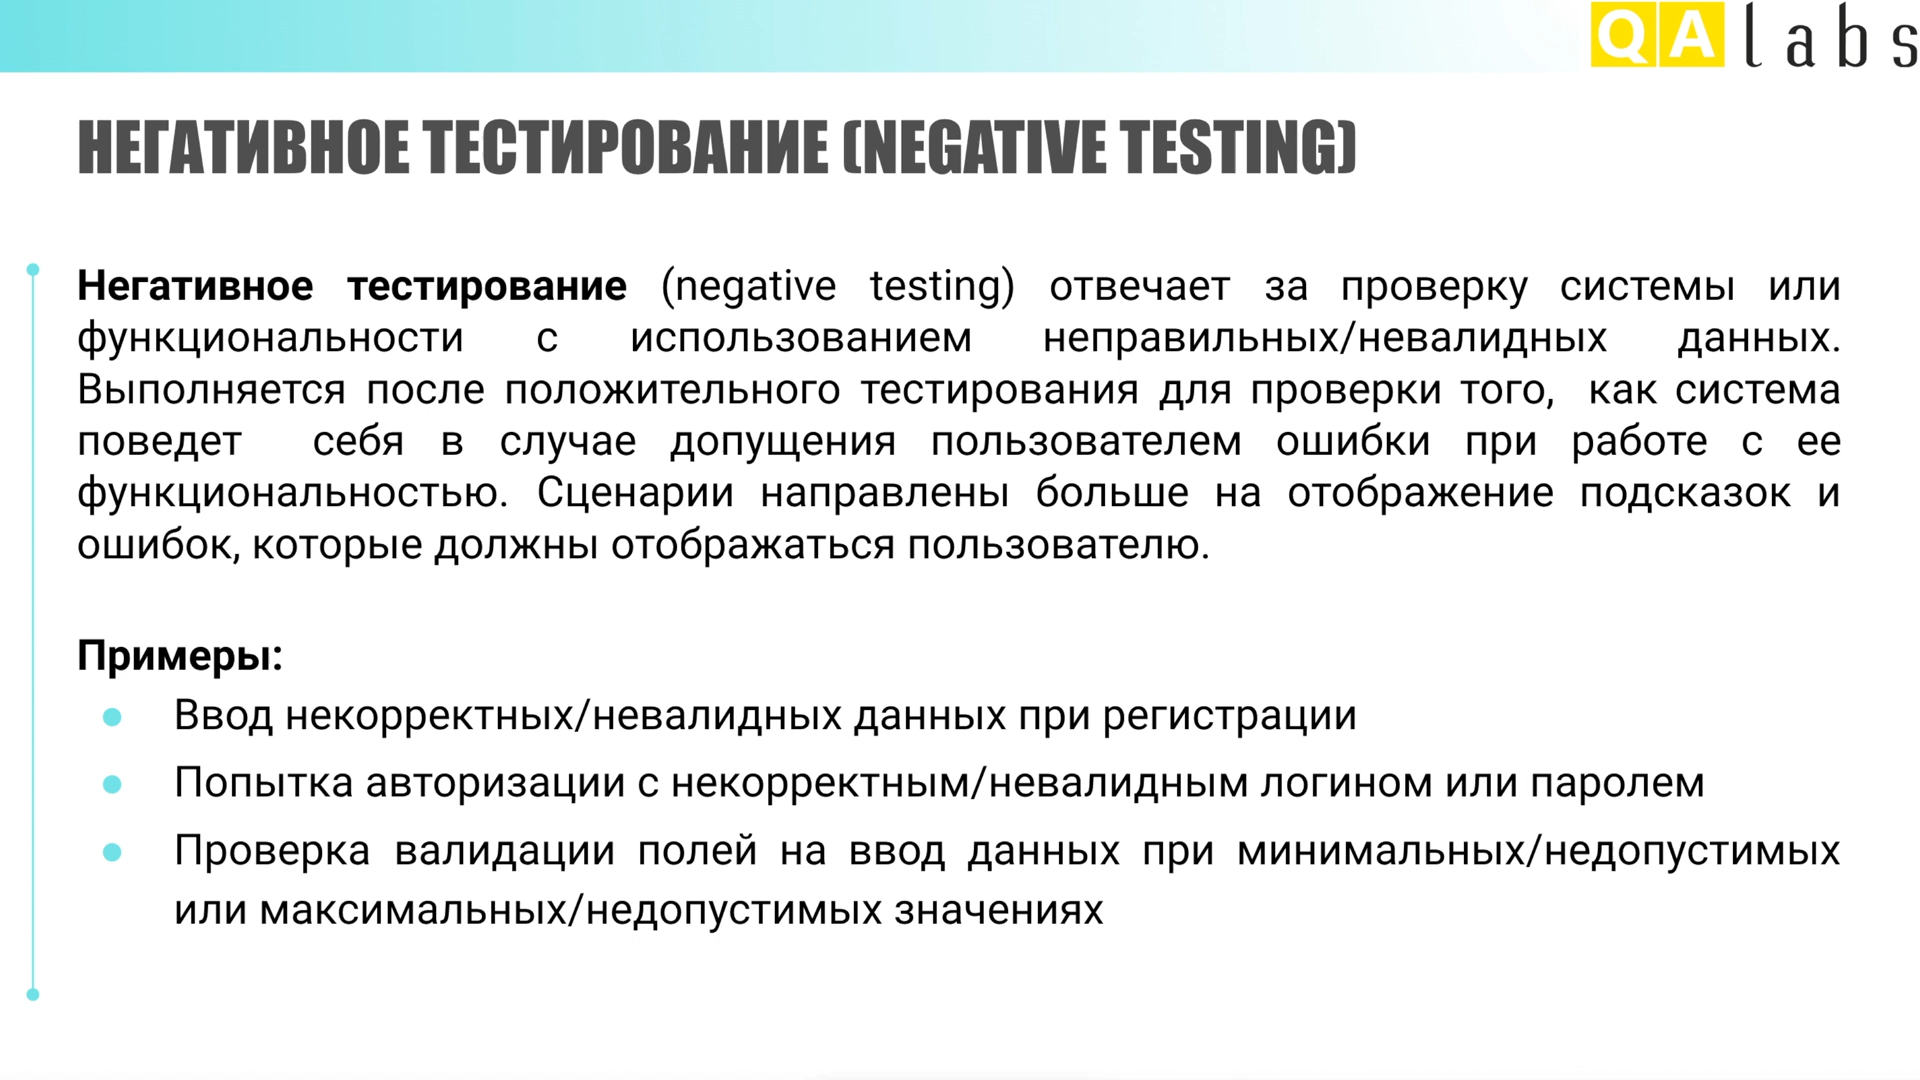 QA labs
НЕГАТИВНОЕ ТЕСТИРОВАНИЕ (NEGATIVE TESTING)
Негативное тестирование (negative testing) отвечает за проверку системы или
функциональности с использованием неправильных/невалидных данных.
Выполняется после положительного тестирования для проверки того, как система
поведет себя в случае допущения пользователем ошибки при работе с ее
функциональностью. Сценарии направлены больше на отображение подсказок и
ошибок, которые должны отображаться пользователю.
Примеры:
● Ввод некорректных/невалидных данных при регистрации
● Попытка авторизации с некорректным/невалидным логином или паролем
● Проверка валидации полей на ввод данных при минимальных/недопустимых
или максимальных/недопустимых значениях